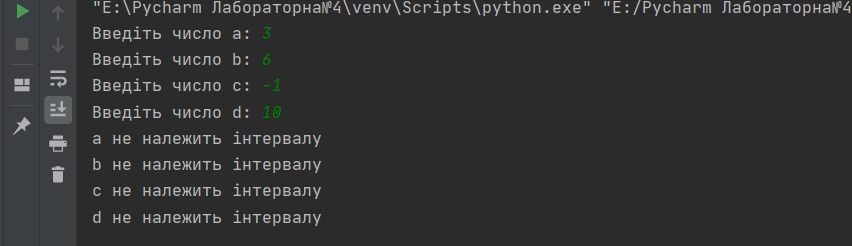 "E:\Pycharm Лабораторна№4\venv\Scripts\python.exe" "E:/Pycharm Лабораторна№4
Введіть число a: 3
Введіть число b: 6
Введіть число c: -1
Введіть число d: 10
a не належить інтервалу
b не належить інтервалу
c не належить інтервалу
d не належить інтервалу